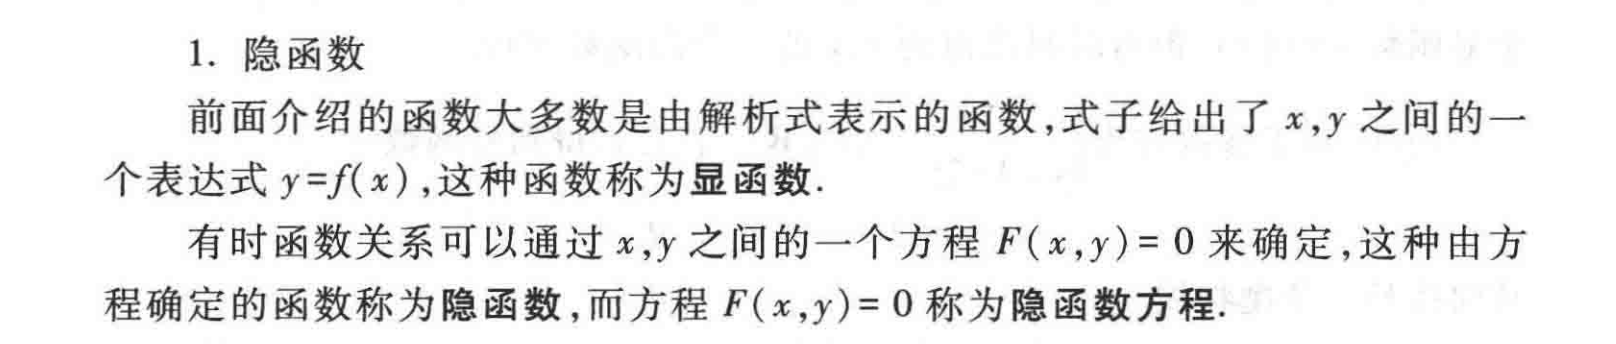 1. 隐函数
前面介绍的函数大多数是由解析式表示的函数,式子给出了 x,y 之间的一
个表达式 y=f(x),这种函数称为显函数.
有时函数关系可以通过 x,y 之间的一个方程 F(x,y)= 0 来确定,这种由方
程确定的函数称为隐函数,而方程 F(x,y)= 0 称为隐函数方程.